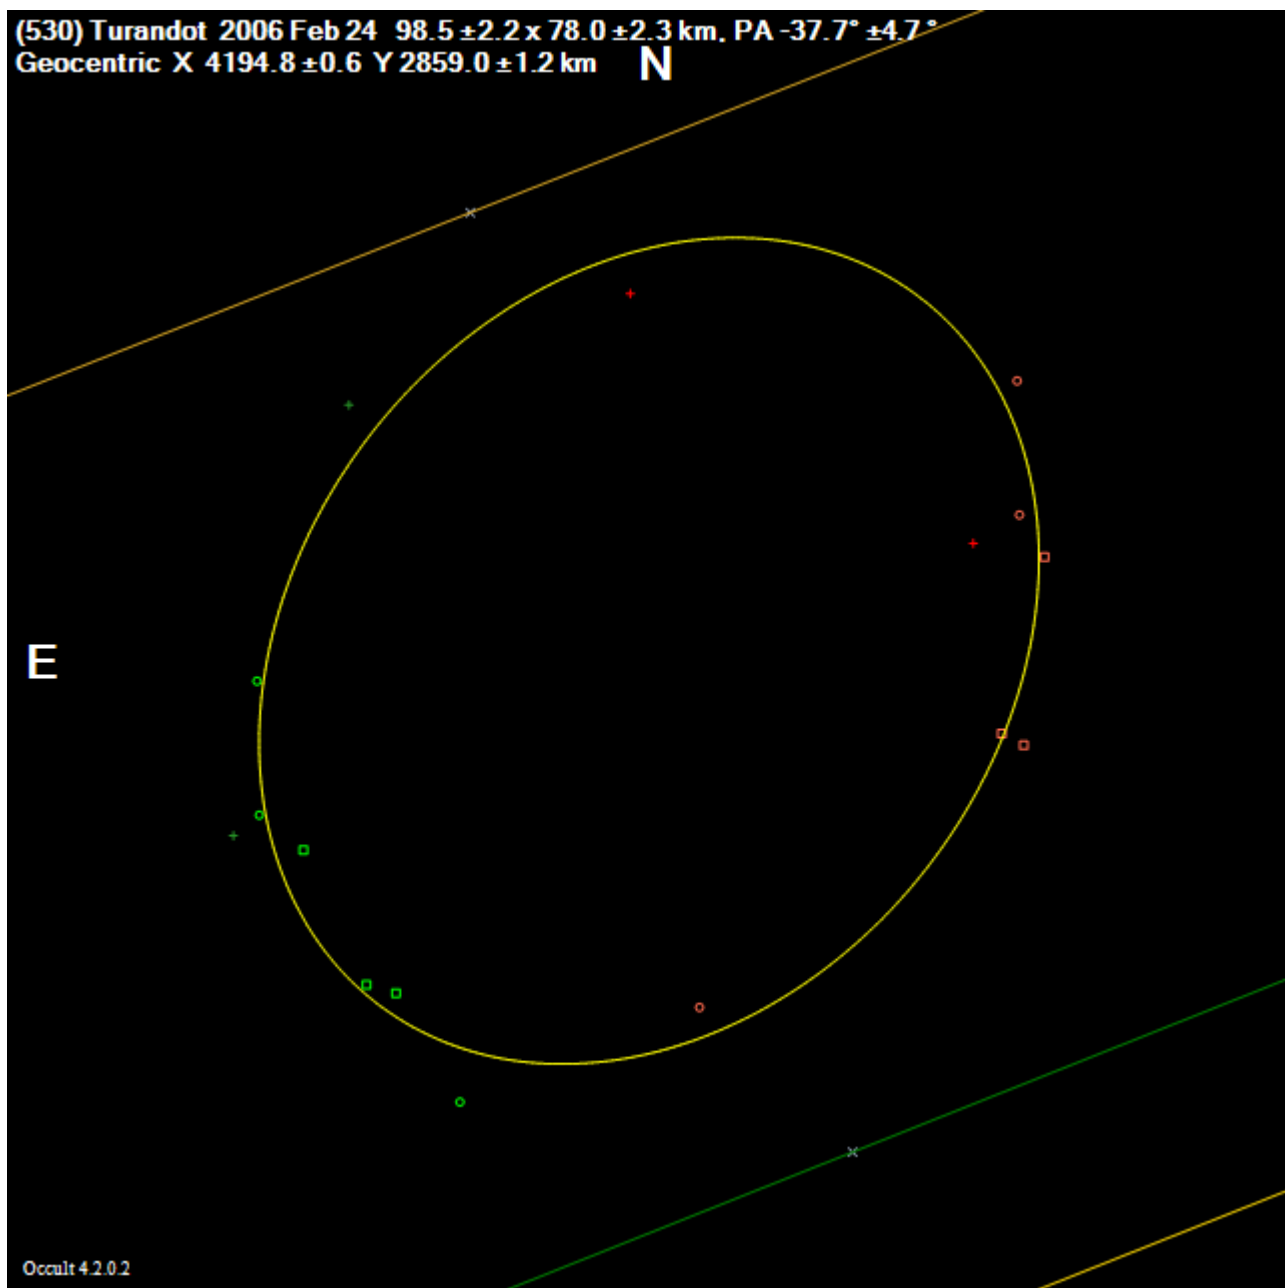 (530) Turandot 2006 Feb 24 98.5 ±2.2 x 78.0 ±2.3 km, PA -37.7° ±4.7°
Geocentric X 4194.8 ±0.6 Y 2859.0 ±1.2 km
N
E
Occult 4.2.0.2